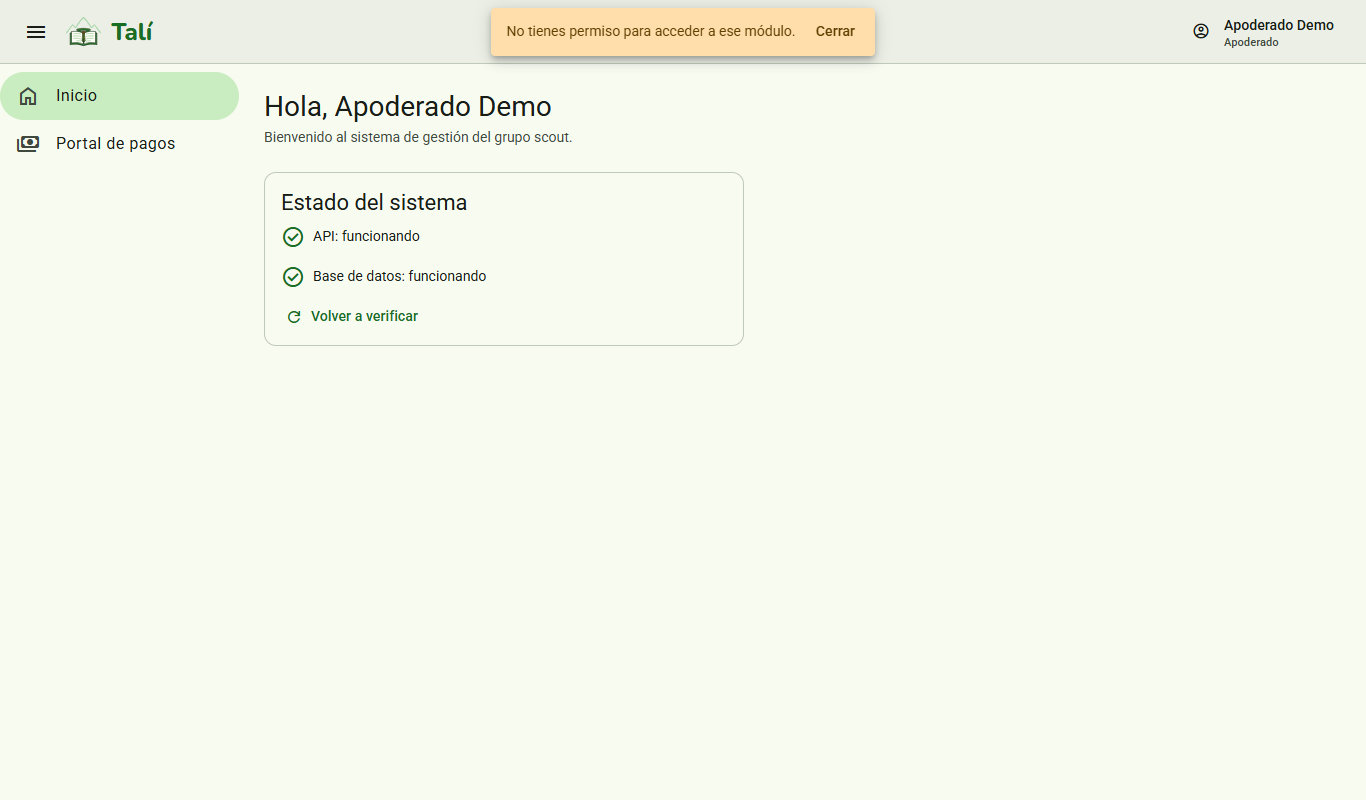 Talí
No tienes permiso para acceder a ese módulo. Cerrar
Apoderado Demo
Apoderado
Inicio
Portal de pagos
Hola, Apoderado Demo
Bienvenido al sistema de gestión del grupo scout.
Estado del sistema
API: funcionando
Base de datos: funcionando
Volver a verificar